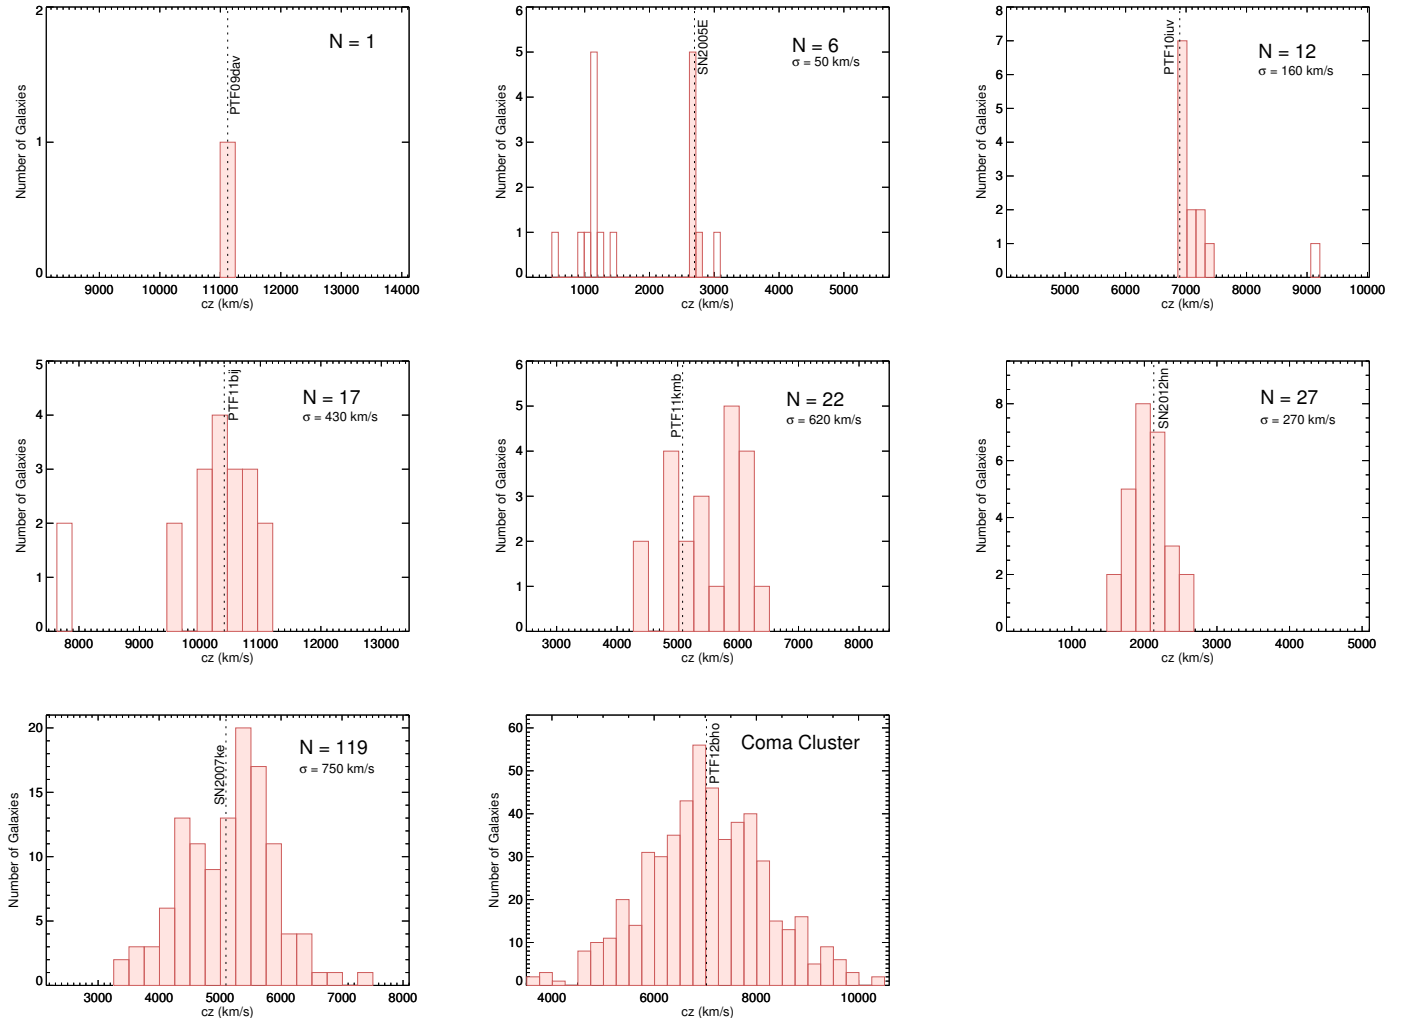 2
1
0
Number of Galaxies
N = 1
PTF09dav
9000 10000 11000 12000 13000 14000
cz (km/s)
6
5
4
3
2
1
0
Number of Galaxies
N = 6
σ = 50 km/s
SN2005E
1000 2000 3000 4000 5000
cz (km/s)
8
7
6
5
4
3
2
1
0
Number of Galaxies
PTF10iuv
N = 12
σ = 160 km/s
5000 6000 7000 8000 9000 10000
cz (km/s)
5
4
3
2
1
0
Number of Galaxies
PTF11bij
N = 17
σ = 430 km/s
8000 9000 10000 11000 12000 13000
cz (km/s)
6
5
4
3
2
1
0
Number of Galaxies
PTF11kmb
N = 22
σ = 620 km/s
3000 4000 5000 6000 7000 8000
cz (km/s)
8
6
4
2
0
Number of Galaxies
SN2012hn
N = 27
σ = 270 km/s
1000 2000 3000 4000 5000
cz (km/s)
20
15
10
5
0
Number of Galaxies
SN2007ke
N = 119
σ = 750 km/s
3000 4000 5000 6000 7000 8000
cz (km/s)
60
50
40
30
20
10
0
Number of Galaxies
PTF12bho
Coma Cluster
4000 6000 8000 10000
cz (km/s)